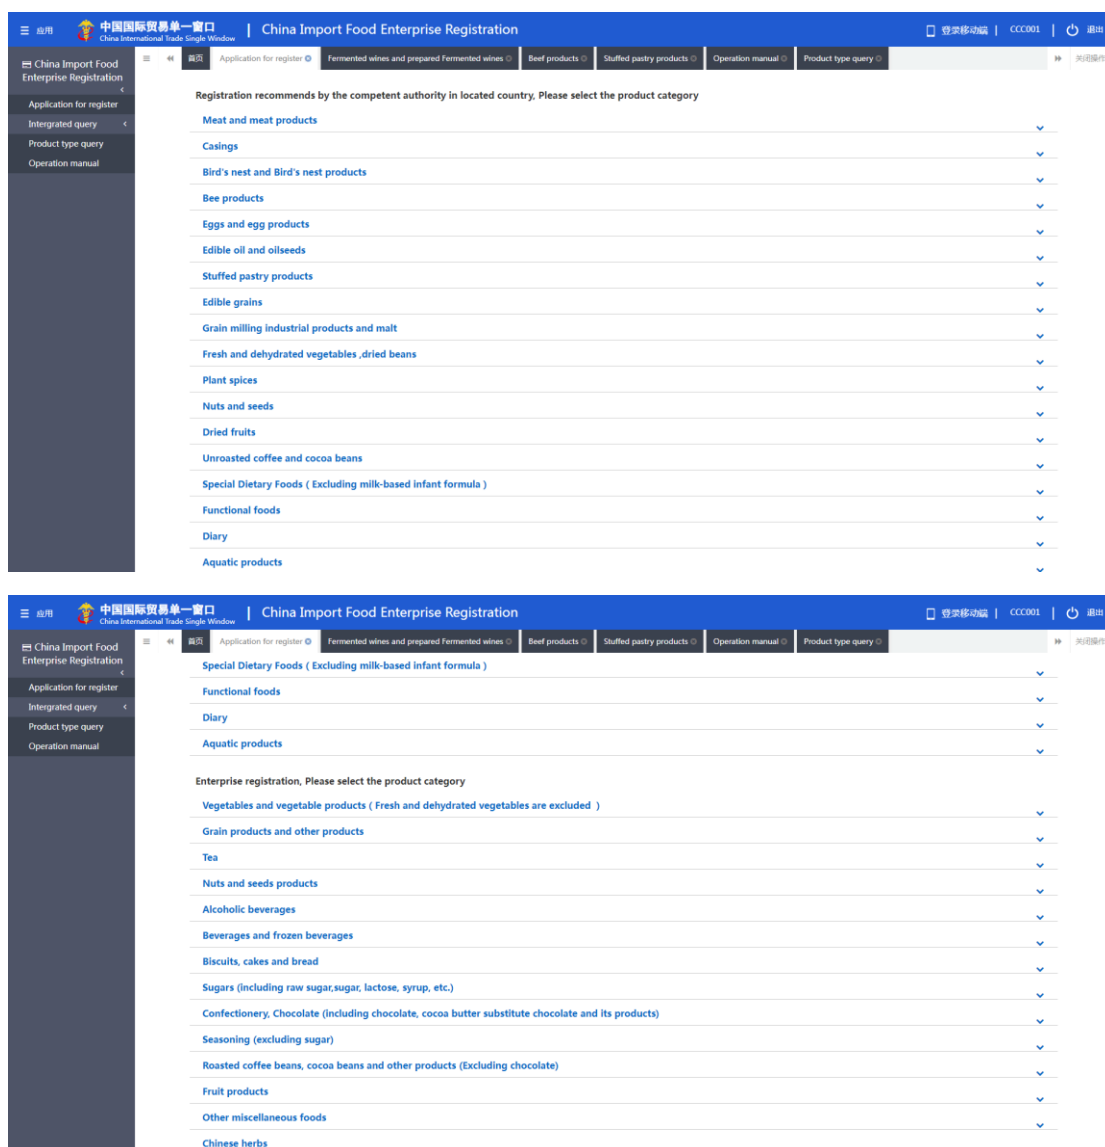 应用
中国国际贸易单一窗口
China International Trade Single Window
China Import Food Enterprise Registration
登录移动端 | CCC001 | 退出
China Import Food
Enterprise Registration
Application for register
Intergrated query
Product type query
Operation manual
首页 Application for register Fermented wines and prepared Fermented wines Beef products Stuffed pastry products Operation manual Product type query 关闭操作
Registration recommends by the competent authority in located country, Please select the product category
Meat and meat products
Casings
Bird's nest and Bird's nest products
Bee products
Eggs and egg products
Edible oil and oilseeds
Stuffed pastry products
Edible grains
Grain milling industrial products and malt
Fresh and dehydrated vegetables ,dried beans
Plant spices
Nuts and seeds
Dried fruits
Unroasted coffee and cocoa beans
Special Dietary Foods ( Excluding milk-based infant formula )
Functional foods
Diary
Aquatic products
应用
中国国际贸易单一窗口
China International Trade Single Window
China Import Food Enterprise Registration
登录移动端 | CCC001 | 退出
China Import Food
Enterprise Registration
Application for register
Intergrated query
Product type query
Operation manual
首页 Application for register Fermented wines and prepared Fermented wines Beef products Stuffed pastry products Operation manual Product type query 关闭操作
Special Dietary Foods ( Excluding milk-based infant formula )
Functional foods
Diary
Aquatic products
Enterprise registration, Please select the product category
Vegetables and vegetable products ( Fresh and dehydrated vegetables are excluded )
Grain products and other products
Tea
Nuts and seeds products
Alcoholic beverages
Beverages and frozen beverages
Biscuits, cakes and bread
Sugars (including raw sugar,sugar, lactose, syrup, etc.)
Confectionery, Chocolate (including chocolate, cocoa butter substitute chocolate and its products)
Seasoning (excluding sugar)
Roasted coffee beans, cocoa beans and other products (Excluding chocolate)
Fruit products
Other miscellaneous foods
Chinese herbs